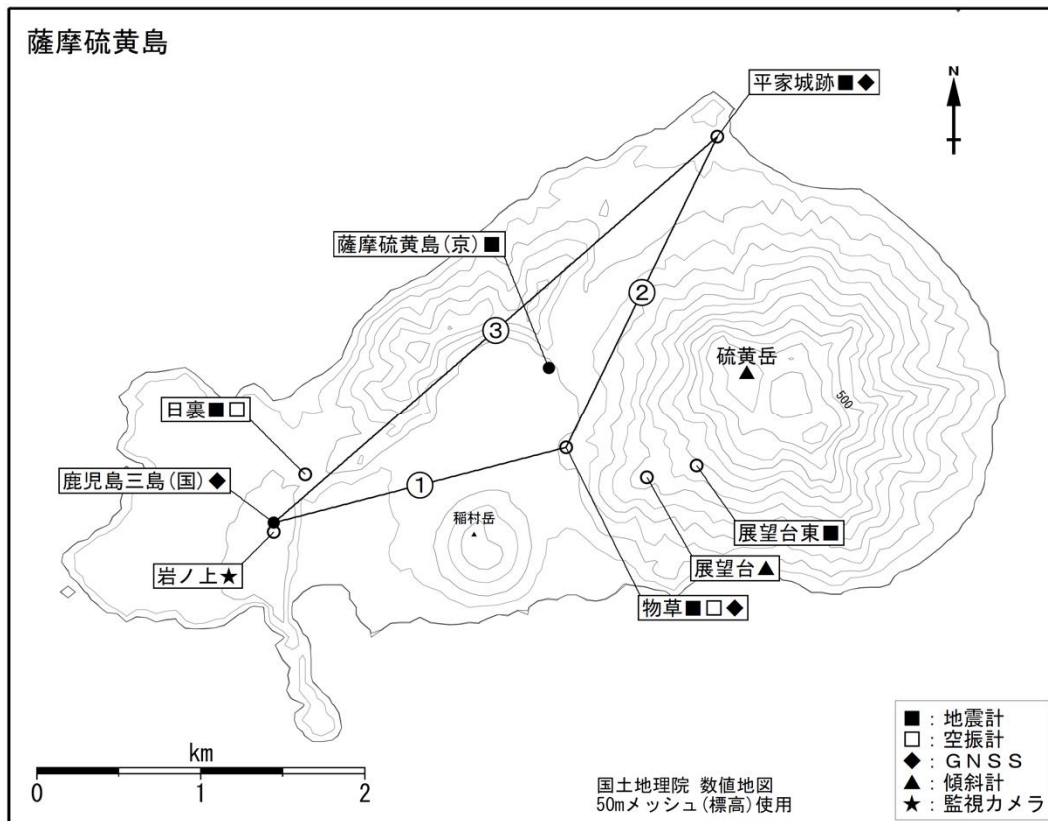 薩摩硫黄島
平家城跡■◆
N
薩摩硫黄島(京)■
②
③
硫黄岳
500
日裏■□
鹿児島三島(国)◆
①
稲村岳
岩ノ上★
展望台東■
展望台▲
物草■□◆
km
0 1 2
国土地理院 数値地図
50mメッシュ(標高)使用
■:地震計
□:空振計
◆:GNSS
▲:傾斜計
★:監視カメラ